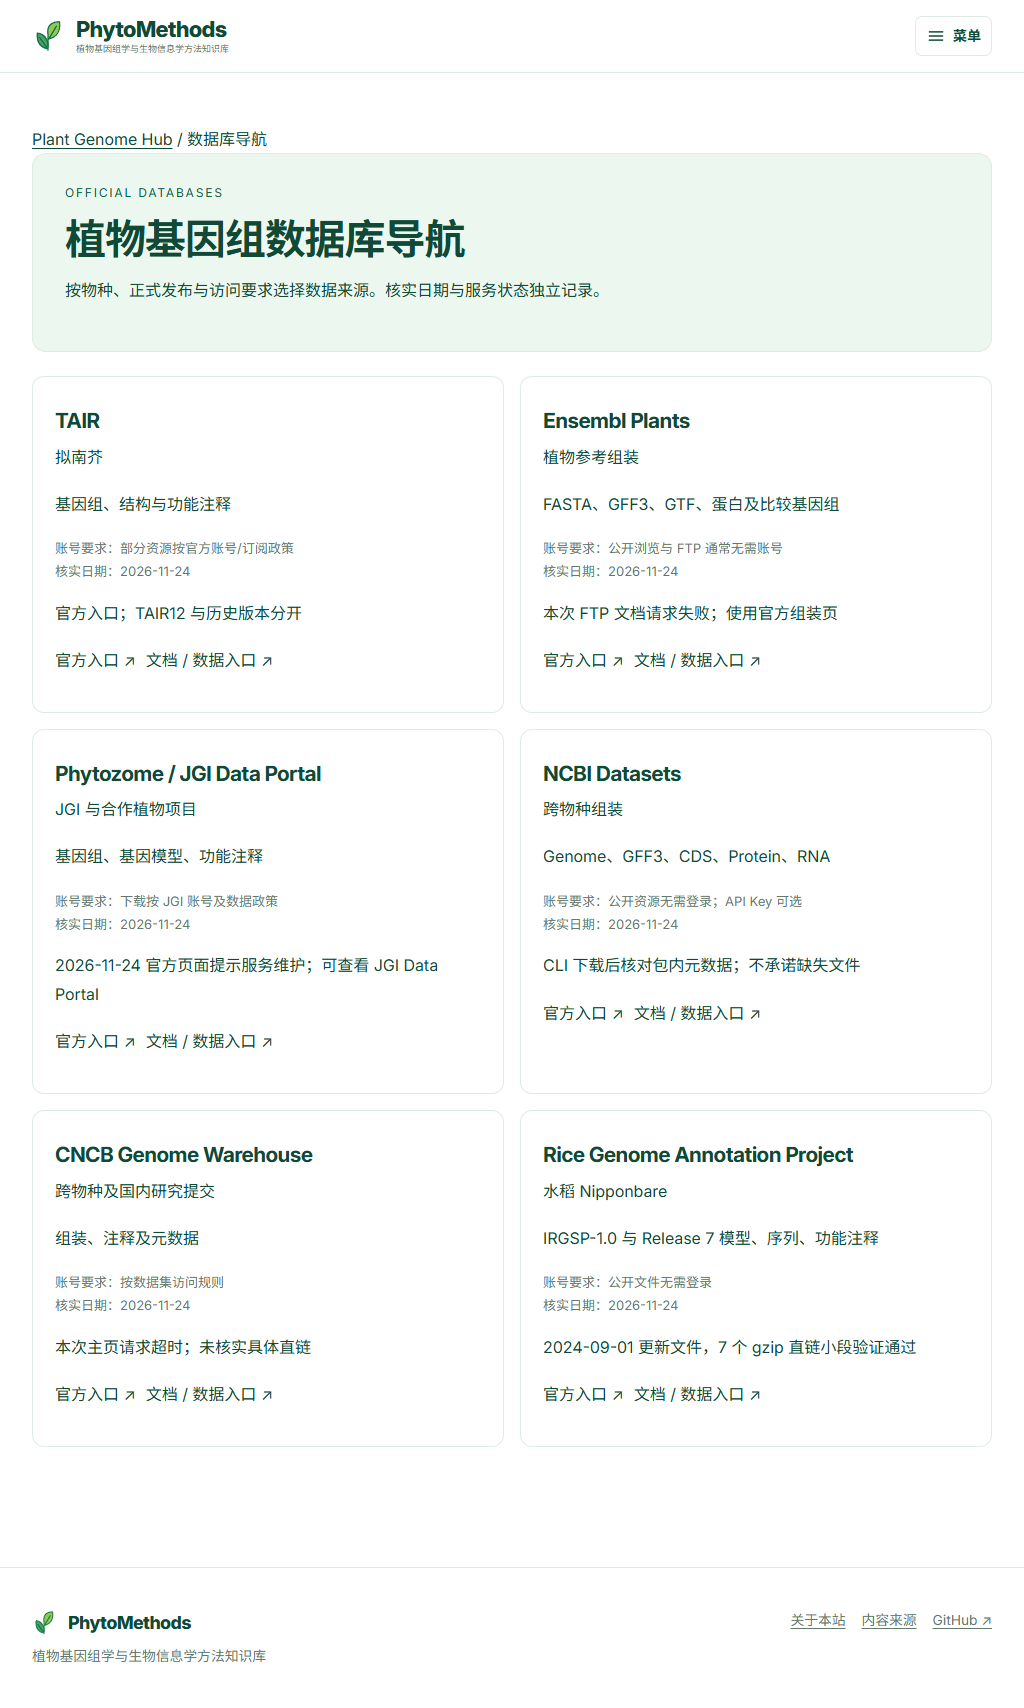 PhytoMethods
植物基因组学与生物信息学方法知识库
菜单
Plant Genome Hub / 数据库导航
OFFICIAL DATABASES
植物基因组数据库导航
按物种、正式发布与访问要求选择数据来源。核实日期与服务状态独立记录。
TAIR
拟南芥
基因组、结构与功能注释
账号要求：部分资源按官方账号/订阅政策
核实日期：2026-11-24
官方入口；TAIR12 与历史版本分开
官方入口 ↗ 文档 / 数据入口 ↗
Ensembl Plants
植物参考组装
FASTA、GFF3、GTF、蛋白及比较基因组
账号要求：公开浏览与 FTP 通常无需账号
核实日期：2026-11-24
本次 FTP 文档请求失败；使用官方组装页
官方入口 ↗ 文档 / 数据入口 ↗
Phytozome / JGI Data Portal
JGI 与合作植物项目
基因组、基因模型、功能注释
账号要求：下载按 JGI 账号及数据政策
核实日期：2026-11-24
2026-11-24 官方页面提示服务维护；可查看 JGI Data
Portal
官方入口 ↗ 文档 / 数据入口 ↗
NCBI Datasets
跨物种组装
Genome、GFF3、CDS、Protein、RNA
账号要求：公开资源无需登录；API Key 可选
核实日期：2026-11-24
CLI 下载后核对包内元数据；不承诺缺失文件
官方入口 ↗ 文档 / 数据入口 ↗
CNCB Genome Warehouse
跨物种及国内研究提交
组装、注释及元数据
账号要求：按数据集访问规则
核实日期：2026-11-24
本次主页请求超时；未核实具体直链
官方入口 ↗ 文档 / 数据入口 ↗
Rice Genome Annotation Project
水稻 Nipponbare
IRGSP-1.0 与 Release 7 模型、序列、功能注释
账号要求：公开文件无需登录
核实日期：2026-11-24
2024-09-01 更新文件，7 个 gzip 直链小段验证通过
官方入口 ↗ 文档 / 数据入口 ↗
PhytoMethods
植物基因组学与生物信息学方法知识库
关于本站 内容来源 GitHub ↗